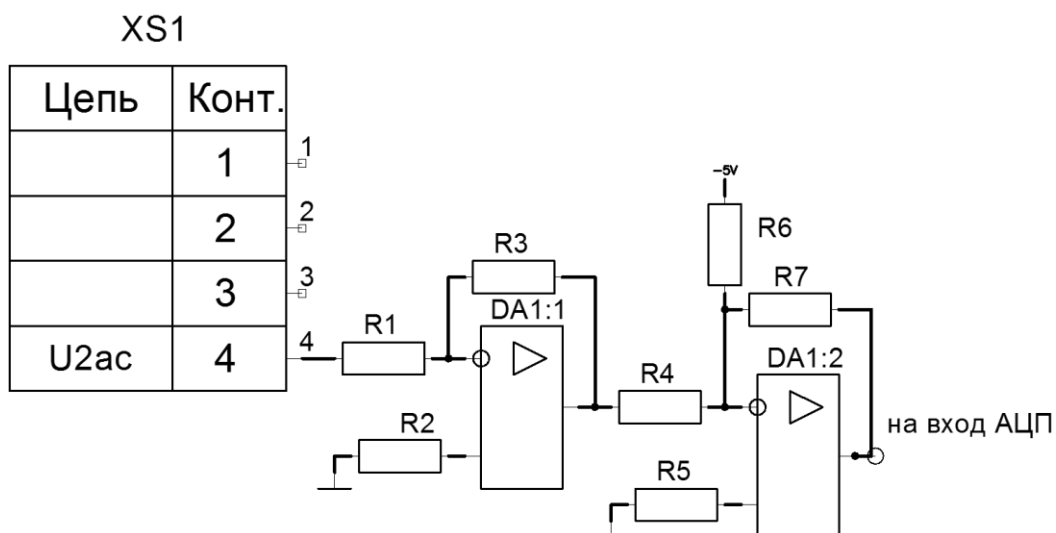 XS1
Цепь Конт.
1 1
2 2
3 3
U2ac 4 4
R1
R2
R3
DA1:1
R4
-5V
R6
R7
DA1:2
R5
на вход АЦП